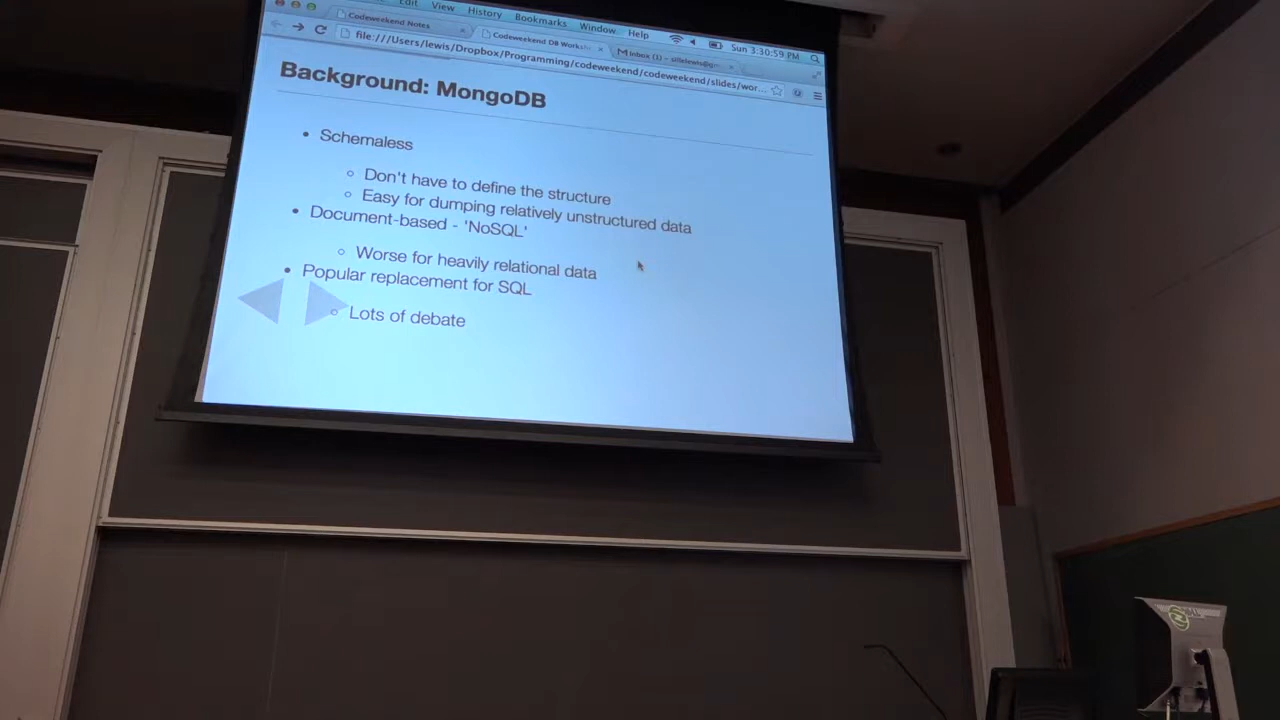 Edit View History Bookmarks Window Help Sun 3:30:59 PM
Codeweekend Notes
Codeweekend DB
Inbox (1)
file:///Users/lewis/Dropbox/Programming/codeweekend/codeweekend/slides/wor...
Background: MongoDB
• Schemaless
◦ Don't have to define the structure
◦ Easy for dumping relatively unstructured data
• Document-based - 'NoSQL'
◦ Worse for heavily relational data
• Popular replacement for SQL
◦ Lots of debate